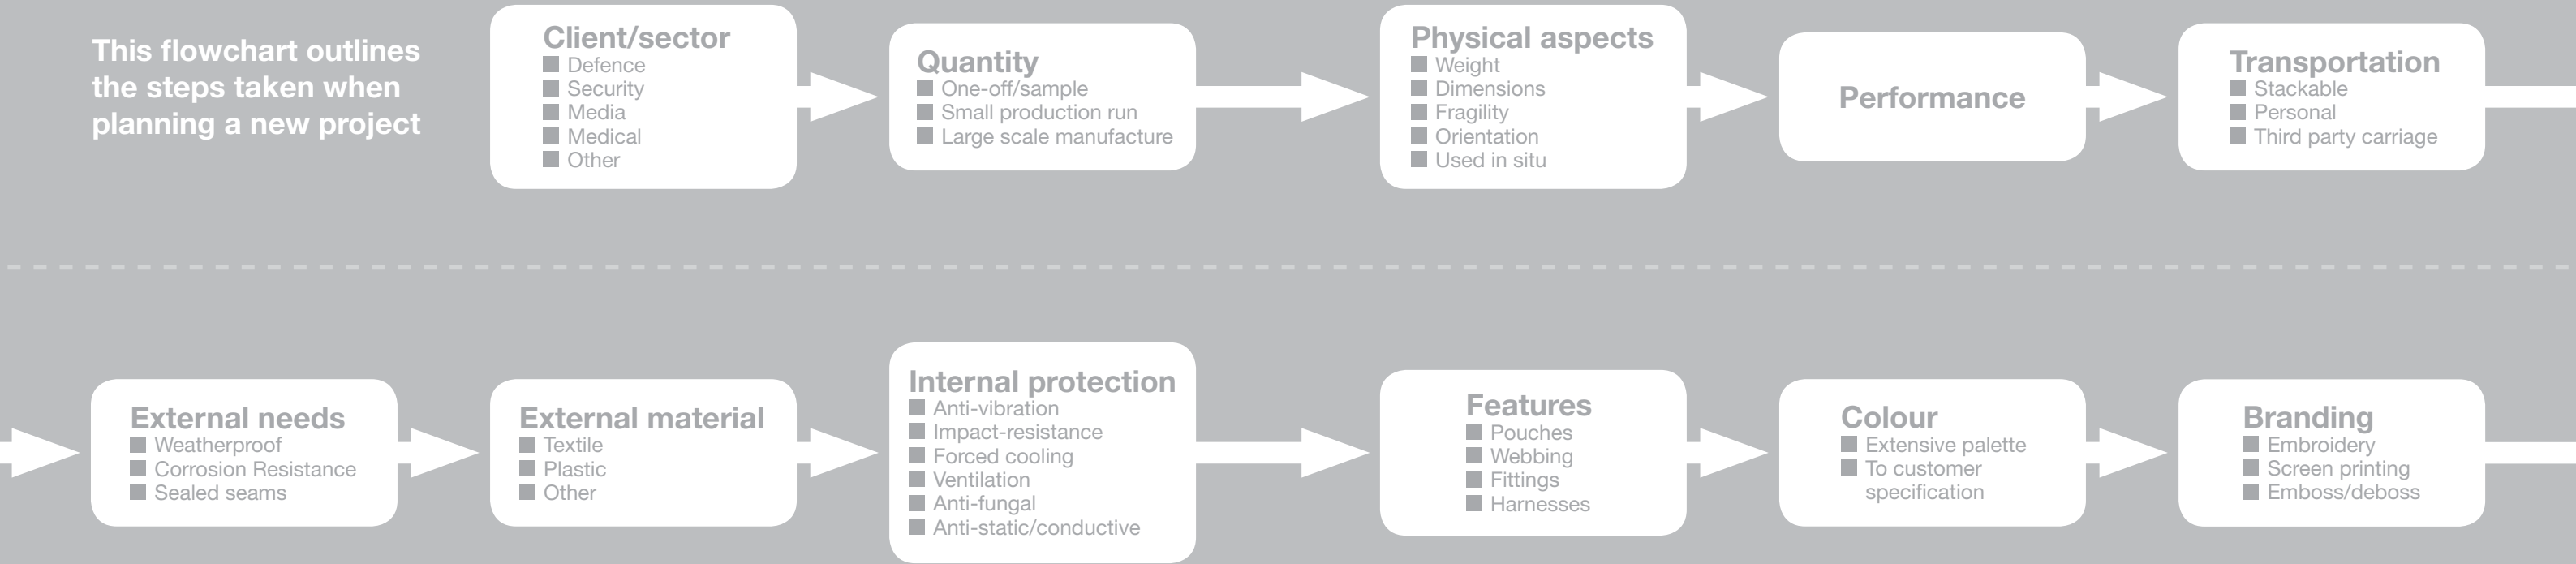 This flowchart outlines
the steps taken when
planning a new project
Client/sector
Defence
Security
Media
Medical
Other
Quantity
One-off/sample
Small production run
Large scale manufacture
Physical aspects
Weight
Dimensions
Fragility
Orientation
Used in situ
Performance
Transportation
Stackable
Personal
Third party carriage
External needs
Weatherproof
Corrosion Resistance
Sealed seams
External material
Textile
Plastic
Other
Internal protection
Anti-vibration
Impact-resistance
Forced cooling
Ventilation
Anti-fungal
Anti-static/conductive
Features
Pouches
Webbing
Fittings
Harnesses
Colour
Extensive palette
To customer
specification
Branding
Embroidery
Screen printing
Emboss/deboss